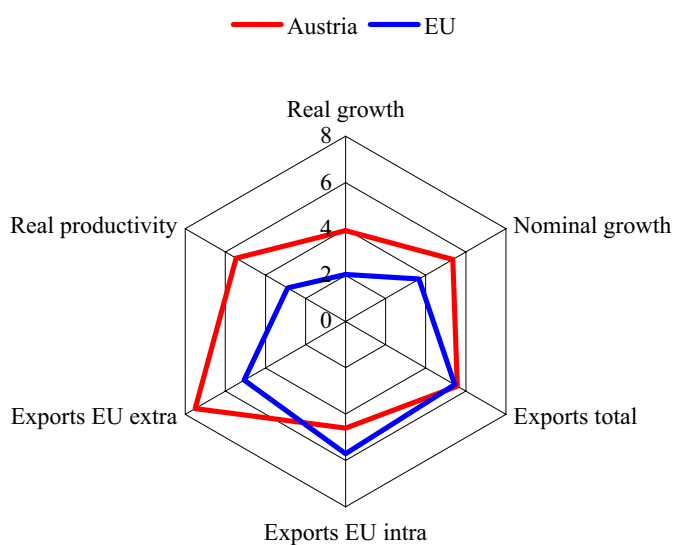 Austria EU
Real growth
8
6
Real productivity
Nominal growth
4
2
0
Exports EU extra
Exports total
Exports EU intra